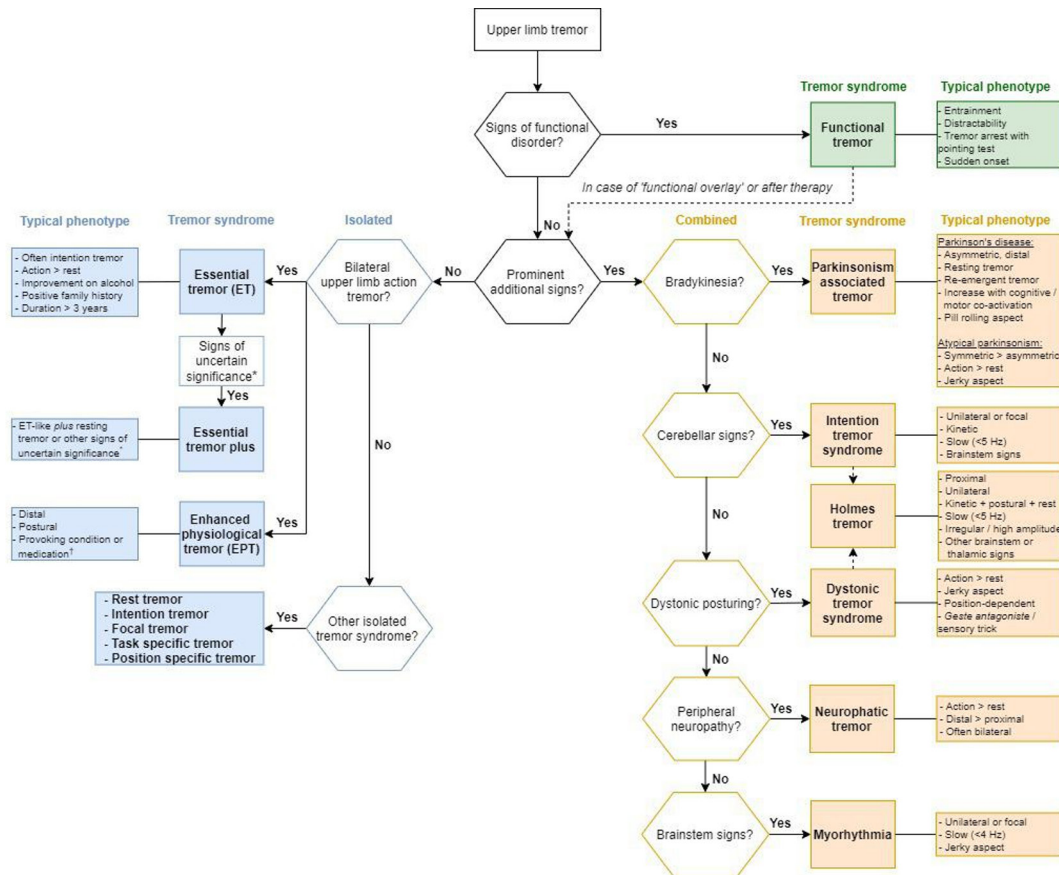 Upper limb tremor
Signs of functional
disorder?
Yes
Tremor syndrome
Functional
tremor
Typical phenotype
- Entrainment
- Distractability
- Tremor arrest with
pointing test
- Sudden onset
In case of 'functional overlay' or after therapy
No
Typical phenotype
Tremor syndrome
Isolated
Combined
Tremor syndrome
Typical phenotype
- Often intention tremor
- Action > rest
- Improvement on alcohol
- Positive family history
- Duration > 3 years
Essential
tremor (ET)
Yes
Bilateral
upper limb action
tremor?
No
Prominent
additional signs?
Yes
Bradykinesia?
Yes
Parkinsonism
associated
tremor
Parkinson's disease:
- Asymmetric, distal
- Resting tremor
- Re-emergent tremor
- Increase with cognitive /
motor co-activation
- Pill rolling aspect
Atypical parkinsonism:
- Symmetric > asymmetric
- Action > rest
- Jerky aspect
Signs of
uncertain
significance*
Yes
No
- ET-like plus resting
tremor or other signs of
uncertain significance*
Essential
tremor plus
No
Cerebellar signs?
Yes
Intention
tremor
syndrome
- Unilateral or focal
- Kinetic
- Slow (<5 Hz)
- Brainstem signs
- Distal
- Postural
- Provoking condition or
medication†
Enhanced
physiological
tremor (EPT)
Yes
No
Holmes
tremor
- Proximal
- Unilateral
- Kinetic + postural + rest
- Slow (<5 Hz)
- Irregular / high amplitude
- Other brainstem or
thalamic signs
- Rest tremor
- Intention tremor
- Focal tremor
- Task specific tremor
- Position specific tremor
Yes
Other isolated
tremor syndrome?
Dystonic posturing?
Yes
Dystonic
tremor
syndrome
- Action > rest
- Jerky aspect
- Position-dependent
- Geste antagoniste /
sensory trick
No
Peripheral
neuropathy?
Yes
Neurophatic
tremor
- Action > rest
- Distal > proximal
- Often bilateral
No
Brainstem signs?
Yes
Myorhythmia
- Unilateral or focal
- Slow (<4 Hz)
- Jerky aspect